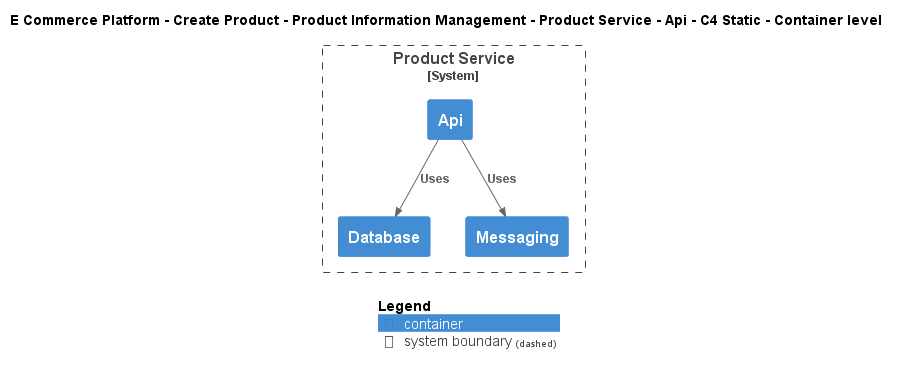 E Commerce Platform - Create Product - Product Information Management - Product Service - Api - C4 Static - Container level
Product Service
[System]
Api
Uses Uses
Database Messaging
Legend
container
system boundary (dashed)